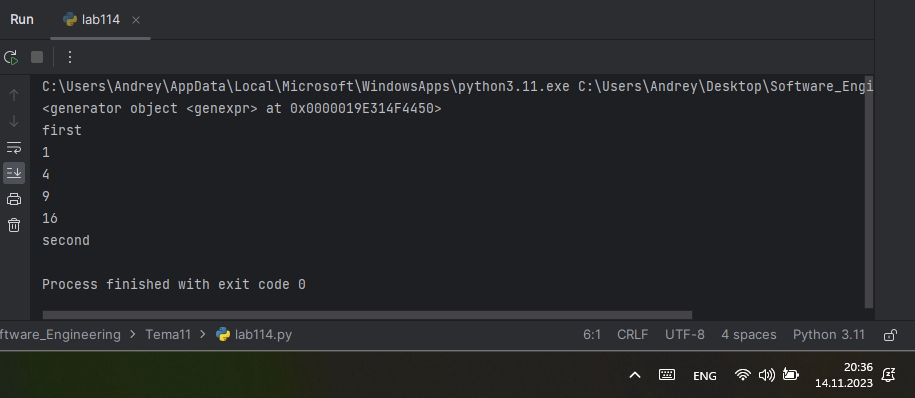 Run lab114
C:\Users\Andrey\AppData\Local\Microsoft\WindowsApps\python3.11.exe C:\Users\Andrey\Desktop\Software_Engi
<generator object <genexpr> at 0x0000019E314F4450>
first
1
4
9
16
second
Process finished with exit code 0
ftware_Engineering > Tema11 > lab114.py 6:1 CRLF UTF-8 4 spaces Python 3.11
ENG 20:36
14.11.2023